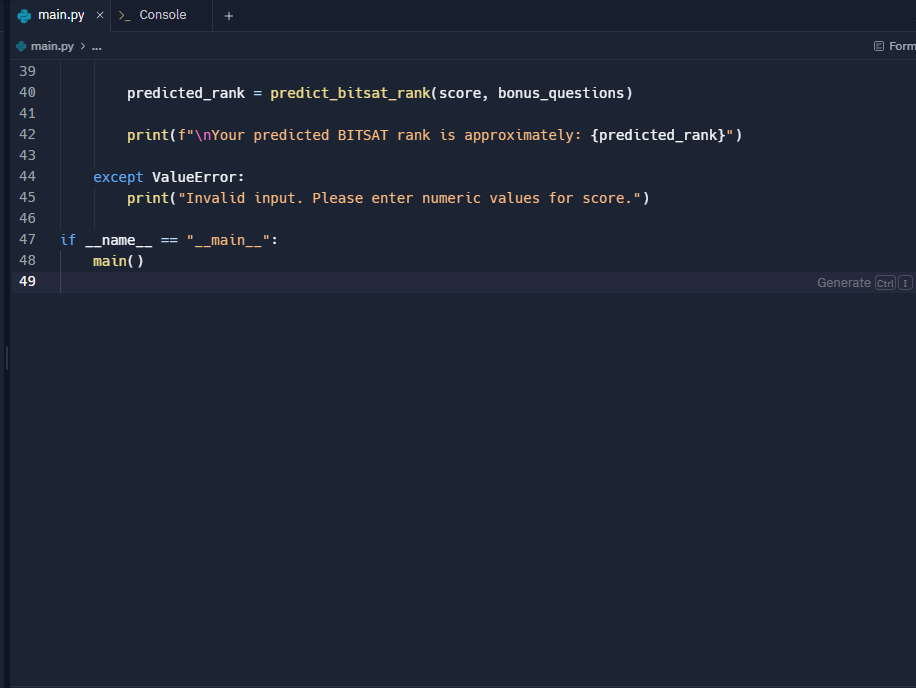 main.py × >_ Console +
main.py > ... Form
39
40 predicted_rank = predict_bitsat_rank(score, bonus_questions)
41
42 print(f"\nYour predicted BITSAT rank is approximately: {predicted_rank}")
43
44 except ValueError:
45 print("Invalid input. Please enter numeric values for score.")
46
47 if __name__ == "__main__":
48 main()
49 Generate Ctrl I